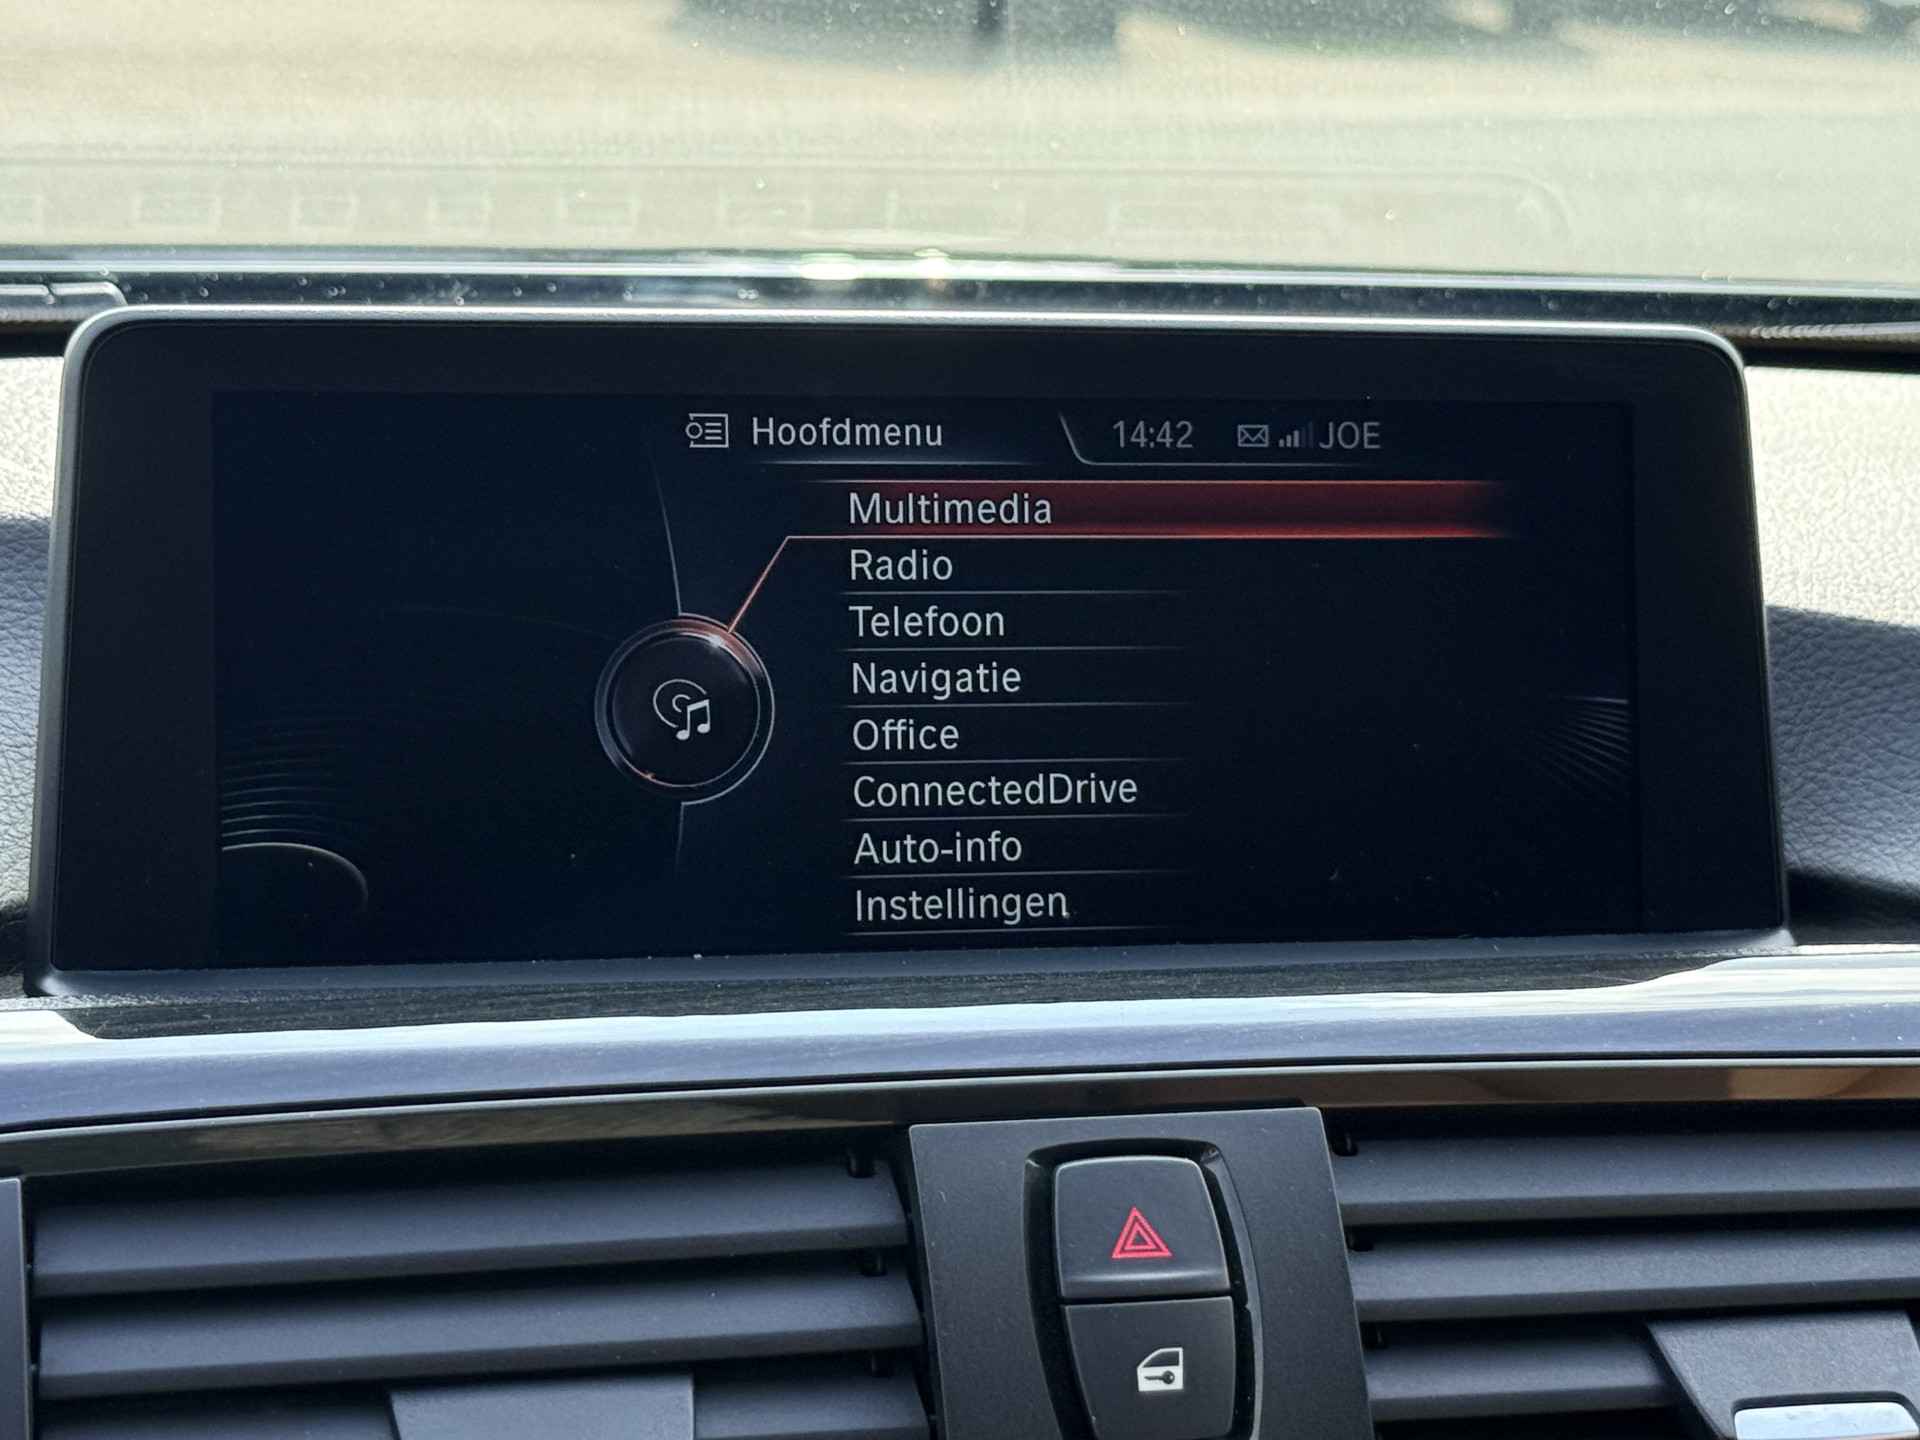 Hoofdmenu 14:42 JOE
Multimedia
Radio
Telefoon
Navigatie
Office
ConnectedDrive
Auto-info
Instellingen